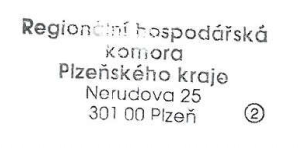 Regionální hospodářská
komora
Plzeňského kraje
Nerudova 25
301 00 Plzeň
2